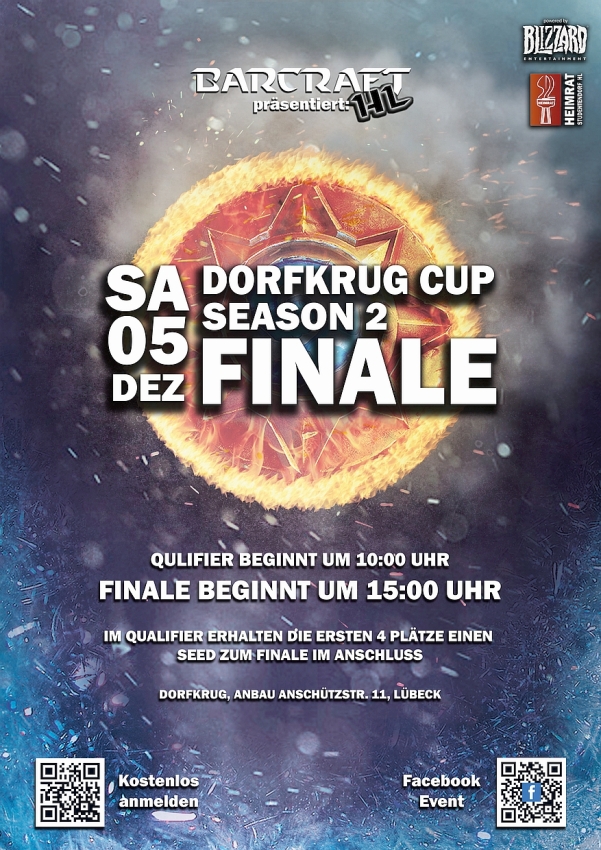 powered by
BLIZZARD
ENTERTAINMENT
HEIMRAT
STUDENTENDORF HL
BARCRAFT
präsentiert: HL
SA
05
DEZ
DORFKRUG CUP
SEASON 2
FINALE
QULIFIER BEGINNT UM 10:00 UHR
FINALE BEGINNT UM 15:00 UHR
IM QUALIFIER ERHALTEN DIE ERSTEN 4 PLÄTZE EINEN
SEED ZUM FINALE IM ANSCHLUSS
DORFKRUG, ANBAU ANSCHÜTZSTR. 11, LÜBECK
Kostenlos
anmelden
Facebook
Event
f